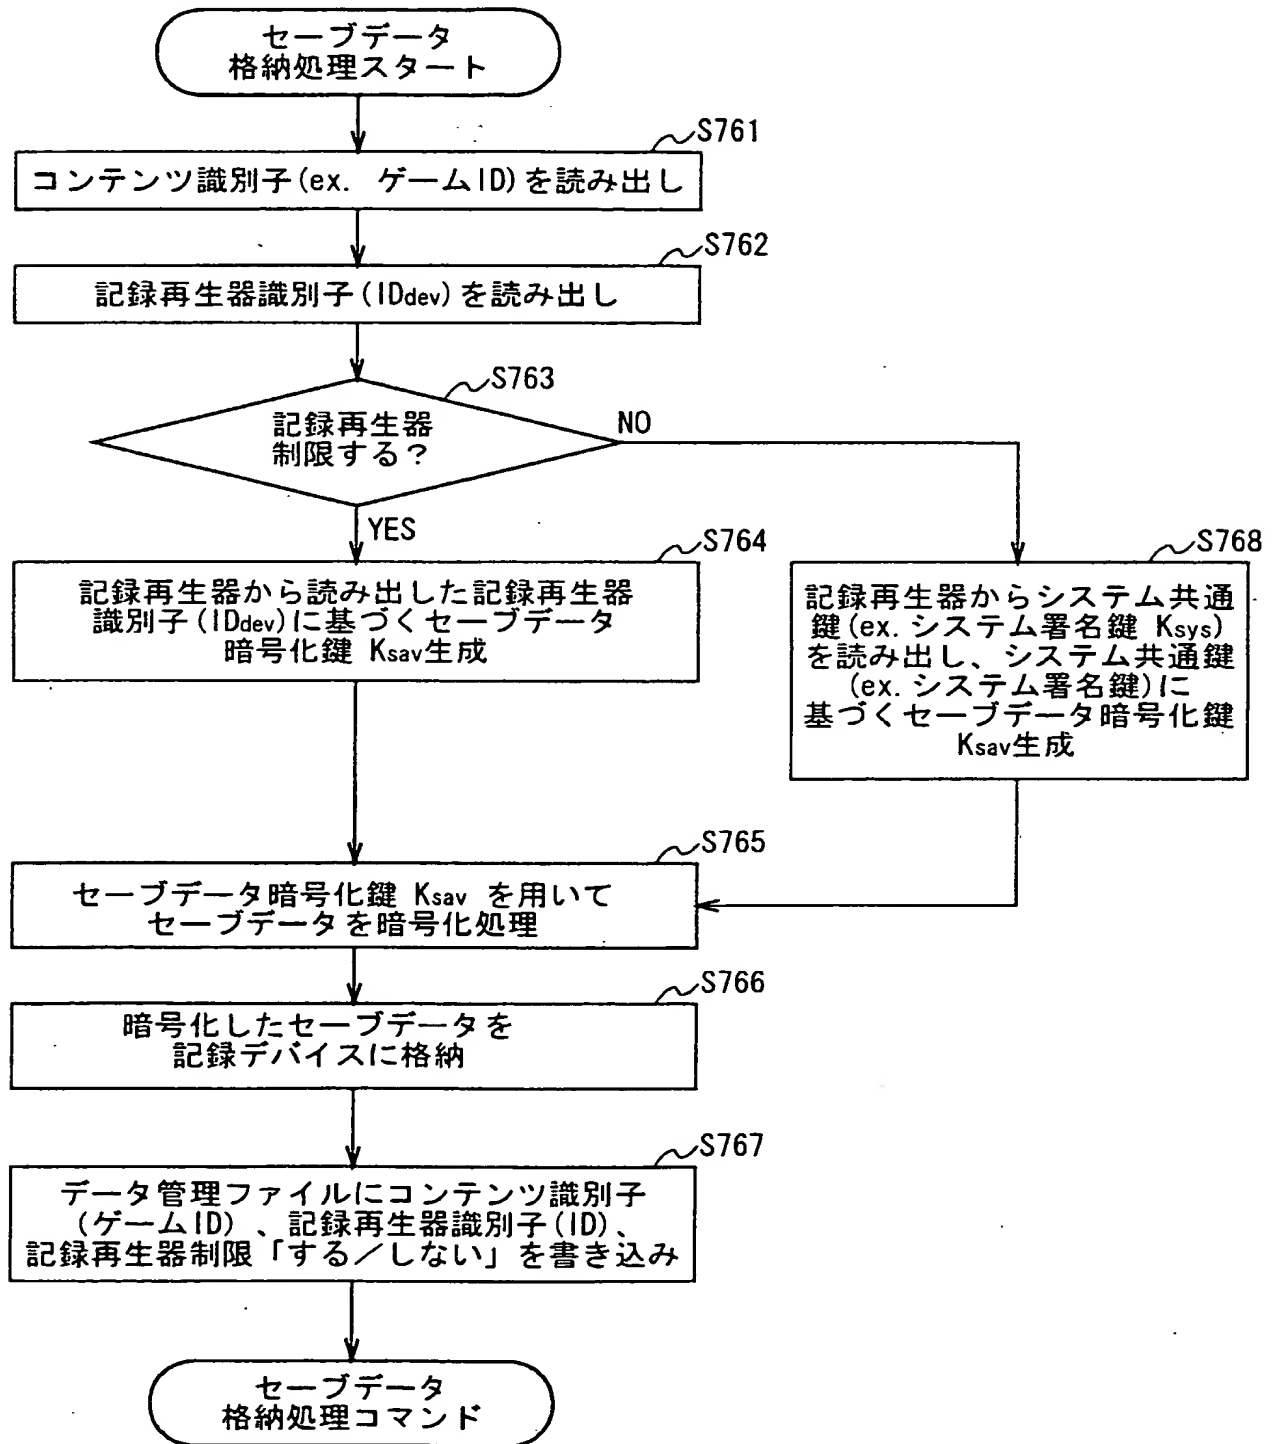 セーブデータ
格納処理スタート
S761
コンテンツ識別子(ex. ゲームID)を読み出し
S762
記録再生器識別子(IDdev)を読み出し
S763
記録再生器
制限する?
NO
YES
S764
記録再生器から読み出した記録再生器
識別子(IDdev)に基づくセーブデータ
暗号化鍵 Ksav生成
S768
記録再生器からシステム共通
鍵(ex.システム署名鍵 Ksys)
を読み出し、システム共通鍵
(ex.システム署名鍵)に
基づくセーブデータ暗号化鍵
Ksav生成
S765
セーブデータ暗号化鍵 Ksav を用いて
セーブデータを暗号化処理
S766
暗号化したセーブデータを
記録デバイスに格納
S767
データ管理ファイルにコンテンツ識別子
(ゲームID)、記録再生器識別子(ID)、
記録再生器制限「する/しない」を書き込み
セーブデータ
格納処理コマンド